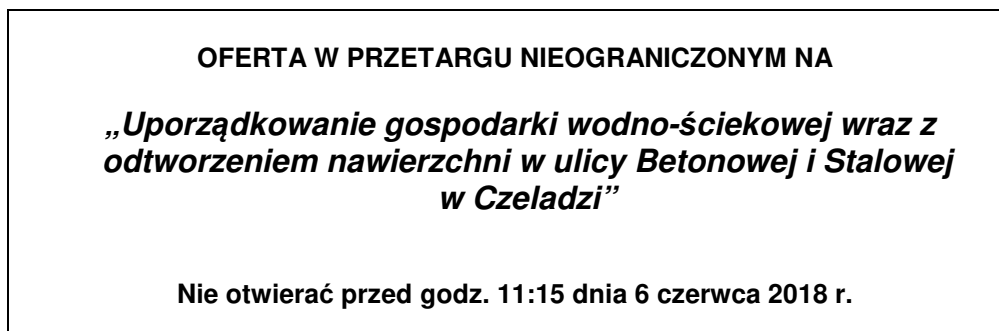 OFERTA W PRZETARGU NIEOGRANICZONYM NA
„Uporządkowanie gospodarki wodno-ściekowej wraz z
odtworzeniem nawierzchni w ulicy Betonowej i Stalowej
w Czeladzi”
Nie otwierać przed godz. 11:15 dnia 6 czerwca 2018 r.